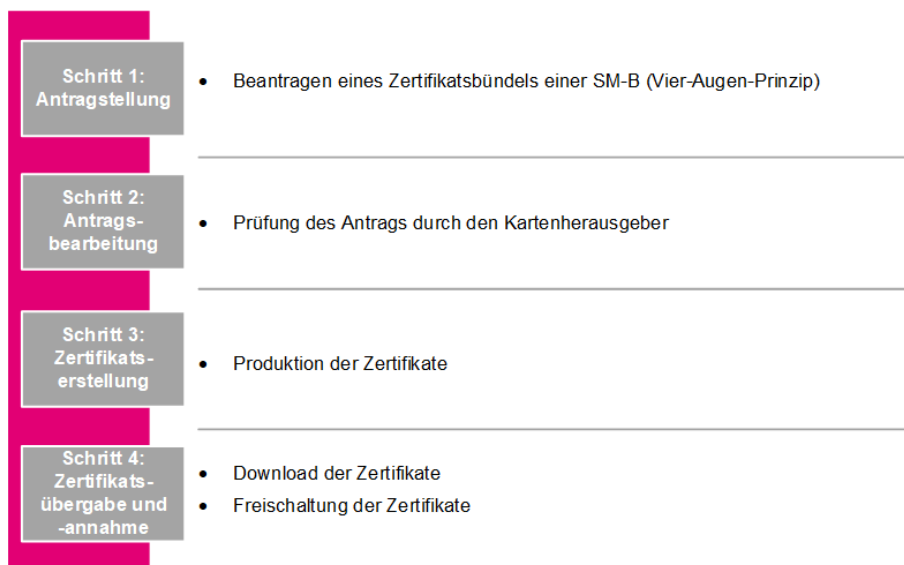 Schritt 1:
Antragstellung
• Beantragen eines Zertifikatsbündels einer SM-B (Vier-Augen-Prinzip)
Schritt 2:
Antrags-
bearbeitung
• Prüfung des Antrags durch den Kartenherausgeber
Schritt 3:
Zertifikats-
erstellung
• Produktion der Zertifikate
Schritt 4:
Zertifikats-
übergabe und
-annahme
• Download der Zertifikate
• Freischaltung der Zertifikate